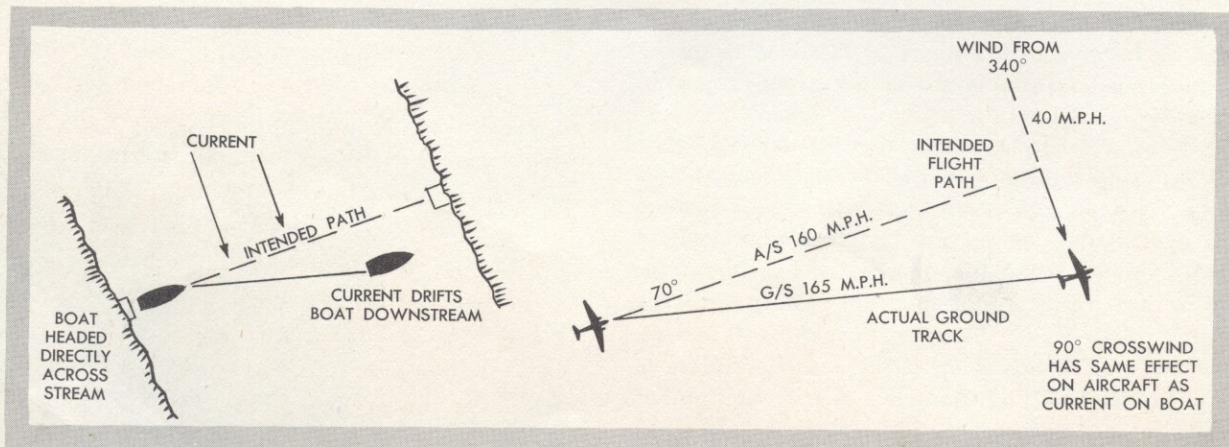 CURRENT
INTENDED PATH
BOAT
HEADED
DIRECTLY
ACROSS
STREAM
CURRENT DRIFTS
BOAT DOWNSTREAM
WIND FROM
340°
40 M.P.H.
INTENDED
FLIGHT
PATH
A/S 160 M.P.H.
70°
G/S 165 M.P.H.
ACTUAL GROUND
TRACK
90° CROSSWIND
HAS SAME EFFECT
ON AIRCRAFT AS
CURRENT ON BOAT